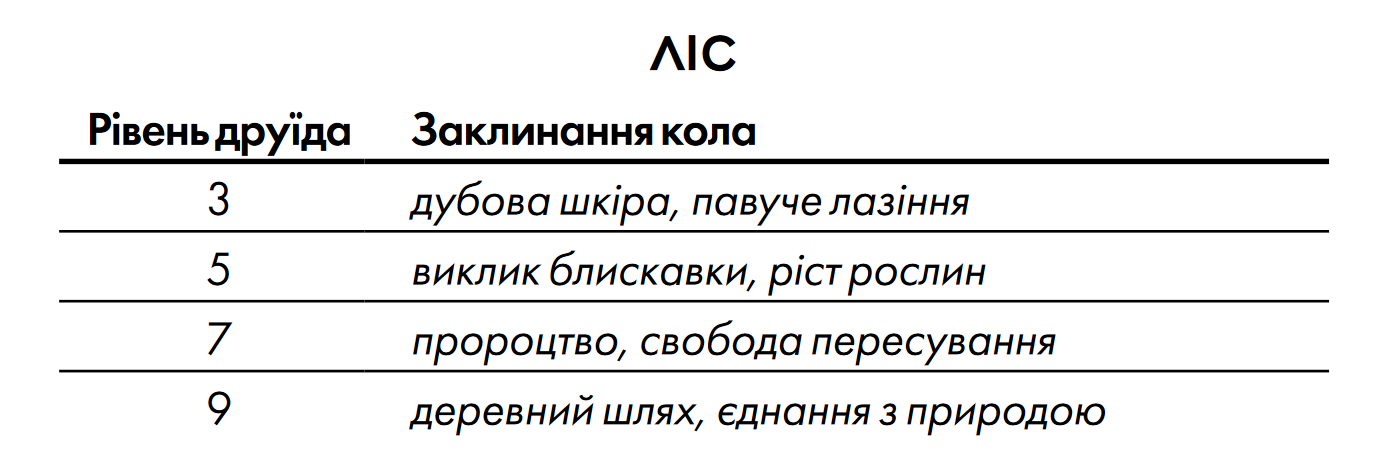 ЛІС
Рівень друїда Заклинання кола
3 дубова шкіра, павуче лазіння
5 виклик блискавки, ріст рослин
7 пророцтво, свобода пересування
9 деревний шлях, єднання з природою